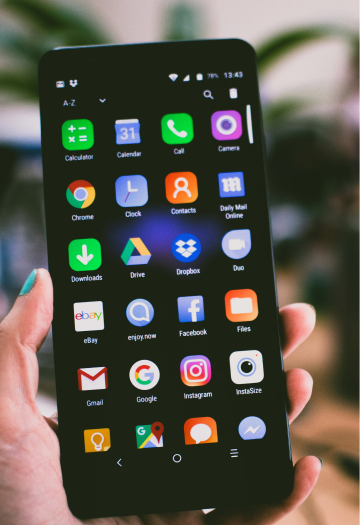 78% 13:43
A-Z
31
Calculator Calendar Call Camera
m
Chrome Clock Contacts Daily Mail
Online
Downloads Drive Dropbox Duo
ebay
eBay enjoy.now Facebook Files
G
Gmail Google Instagram InstaSize
G